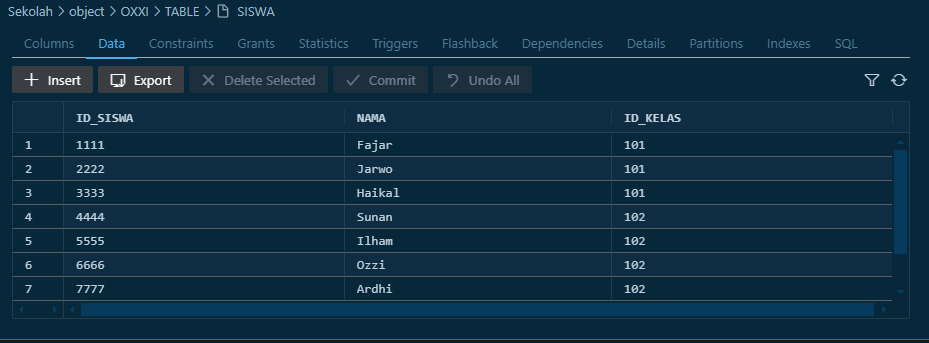 Sekolah > object > OXXI > TABLE > SISWA
Columns Data Constraints Grants Statistics Triggers Flashback Dependencies Details Partitions Indexes SQL
+ Insert Export × Delete Selected ✓ Commit Undo All
ID_SISWA NAMA ID_KELAS
1 1111 Fajar 101
2 2222 Jarwo 101
3 3333 Haikal 101
4 4444 Sunan 102
5 5555 Ilham 102
6 6666 Ozzi 102
7 7777 Ardhi 102